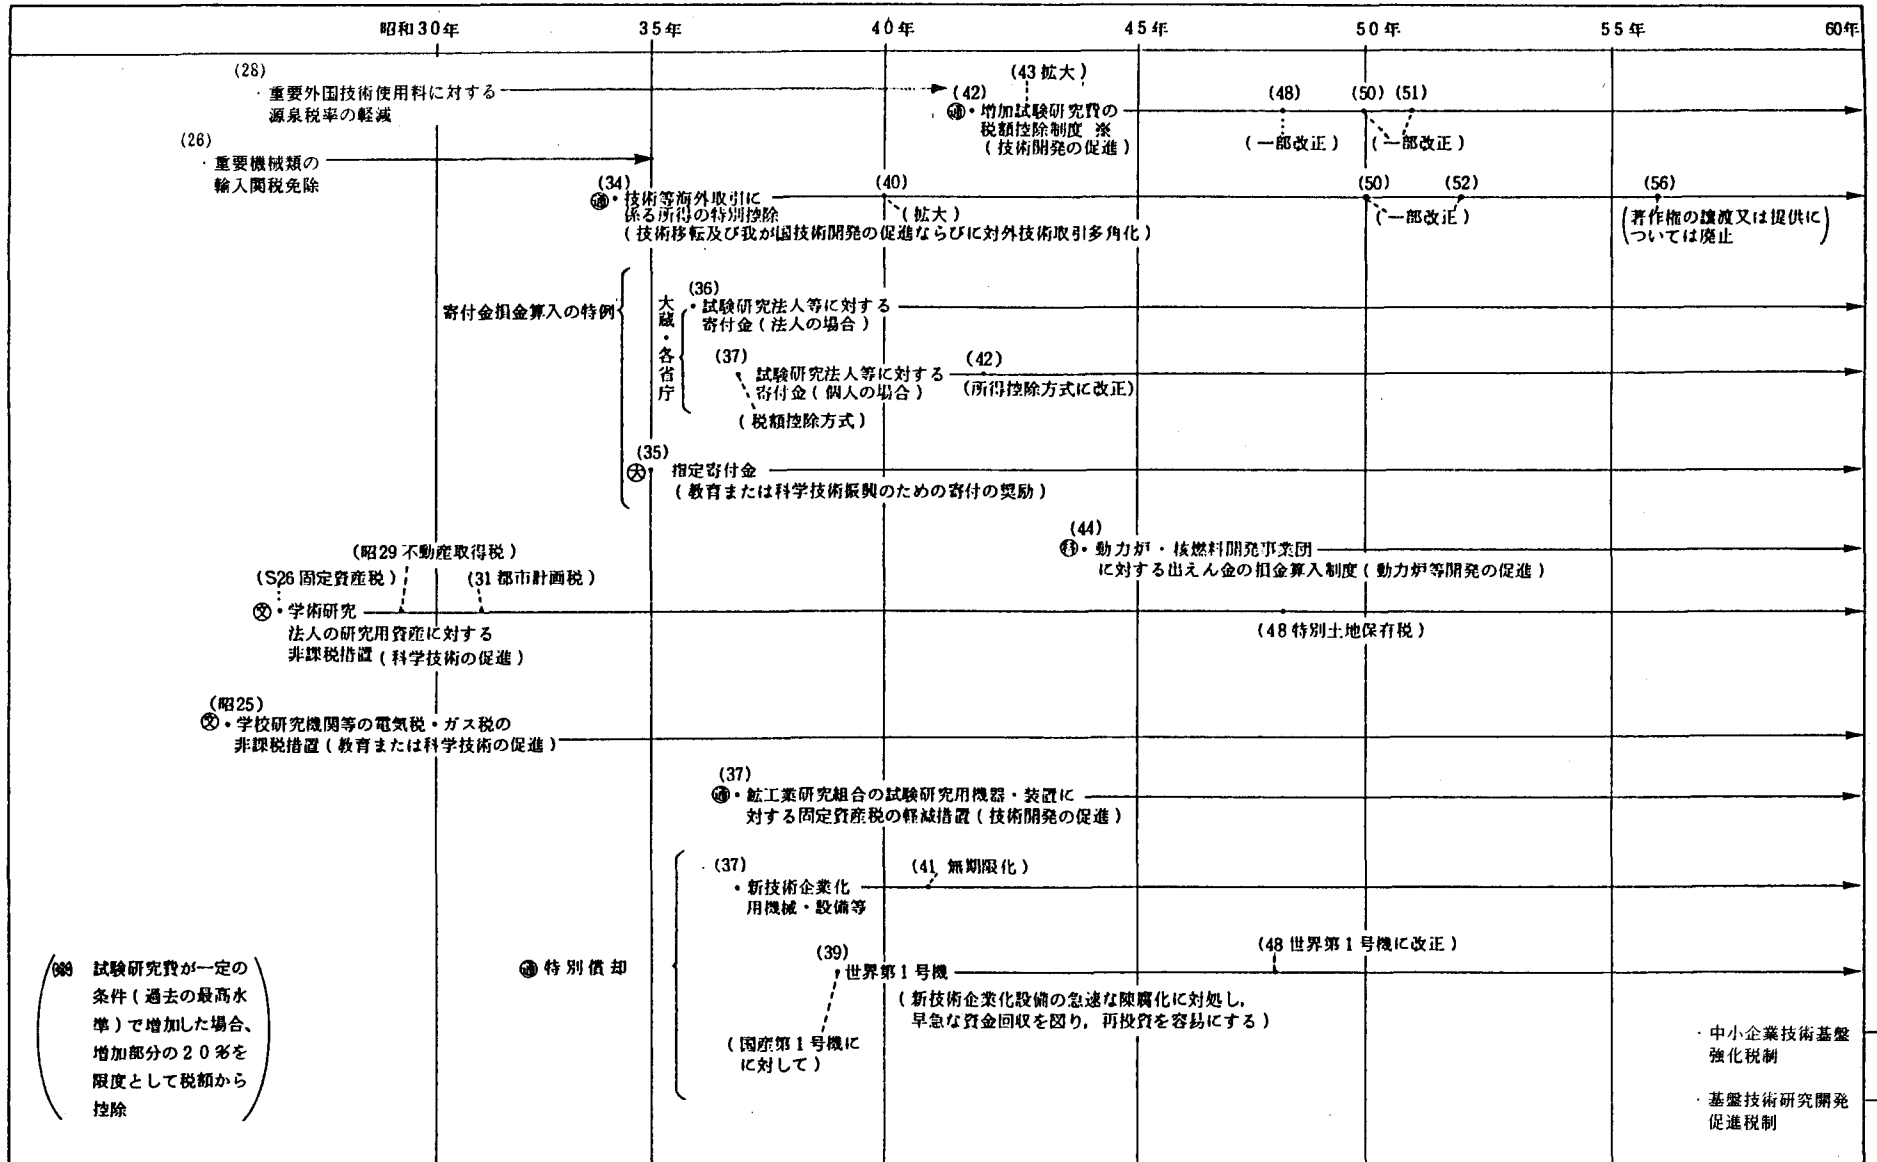 昭和30年 35年 40年 45年 50年 55年 60年
(28)
・重要外国技術使用料に対する
源泉税率の軽減
(26)
・重要機械類の
輸入関税免除
(43 拡大)
(42)
通・増加試験研究費の
税額控除制度 ※
(技術開発の促進)
(48) (50) (51)
(一部改正) (一部改正)
(34)
通・技術等海外取引に
係る所得の特別控除
(技術移転及び我が国技術開発の促進ならびに対外技術取引多角化)
(40)
(拡大)
(50) (52)
(一部改正)
(56)
(著作権の譲渡又は提供に
ついては廃止)
寄付金損金算入の特例
大蔵・各省庁
(36)
・試験研究法人等に対する
寄付金(法人の場合)
(37)
・試験研究法人等に対する
寄付金(個人の場合)
(税額控除方式)
(42)
(所得控除方式に改正)
(35)
大・指定寄付金
(教育または科学技術振興のための寄付の奨励)
(44)
科・動力炉・核燃料開発事業団
に対する出えん金の損金算入制度(動力炉等開発の促進)
(昭29 不動産取得税)
(S26 固定資産税) (31 都市計画税)
文・学術研究
法人の研究用資産に対する
非課税措置(科学技術の促進)
(48 特別土地保有税)
(昭25)
文・学校研究機関等の電気税・ガス税の
非課税措置(教育または科学技術の促進)
(37)
通・鉱工業研究組合の試験研究用機器・装置に
対する固定資産税の軽減措置(技術開発の促進)
通 特別償却
(37)
・新技術企業化
用機械・設備等
(41 無期限化)
(39)
・世界第1号機
(新技術企業化設備の急速な陳腐化に対処し,
早急な資金回収を図り,再投資を容易にする)
(国産第1号機に
に対して)
(48 世界第1号機に改正)
試験研究費が一定の
条件(過去の最高水
準)で増加した場合、
増加部分の20%を
限度として税額から
控除
・中小企業技術基盤
強化税制
・基盤技術研究開発
促進税制